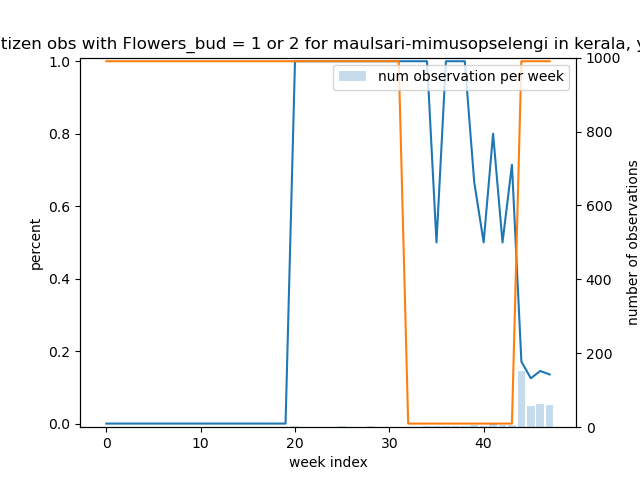 tizen obs with Flowers_bud = 1 or 2 for maulsari-mimusopselengi in kerala, y
num observation per week
1.0
0.8
0.6
0.4
0.2
0.0
percent
1000
800
600
400
200
0
number of observations
0 10 20 30 40
week index